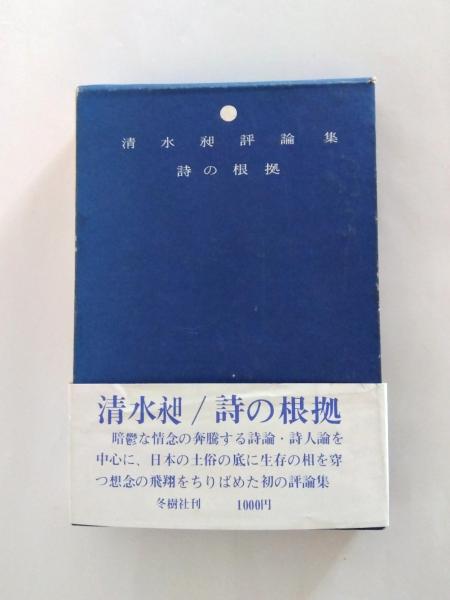 清水昶評論集
詩の根拠
清水昶/詩の根拠
暗鬱な情念の奔騰する詩論・詩人論を
中心に、日本の土俗の底に生存の相を穿
つ想念の飛翔をちりばめた初の評論集
冬樹社刊 1000円